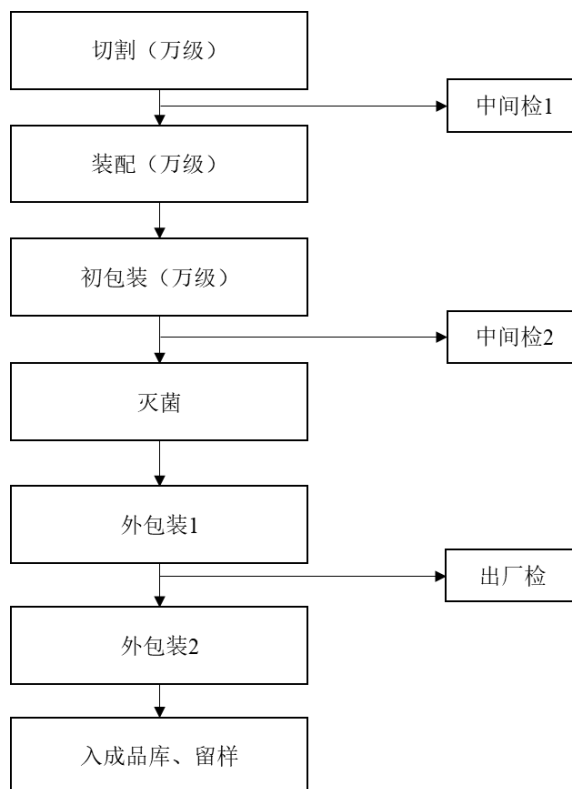 切割（万级）
中间检1
装配（万级）
初包装（万级）
中间检2
灭菌
外包装1
出厂检
外包装2
入成品库、留样